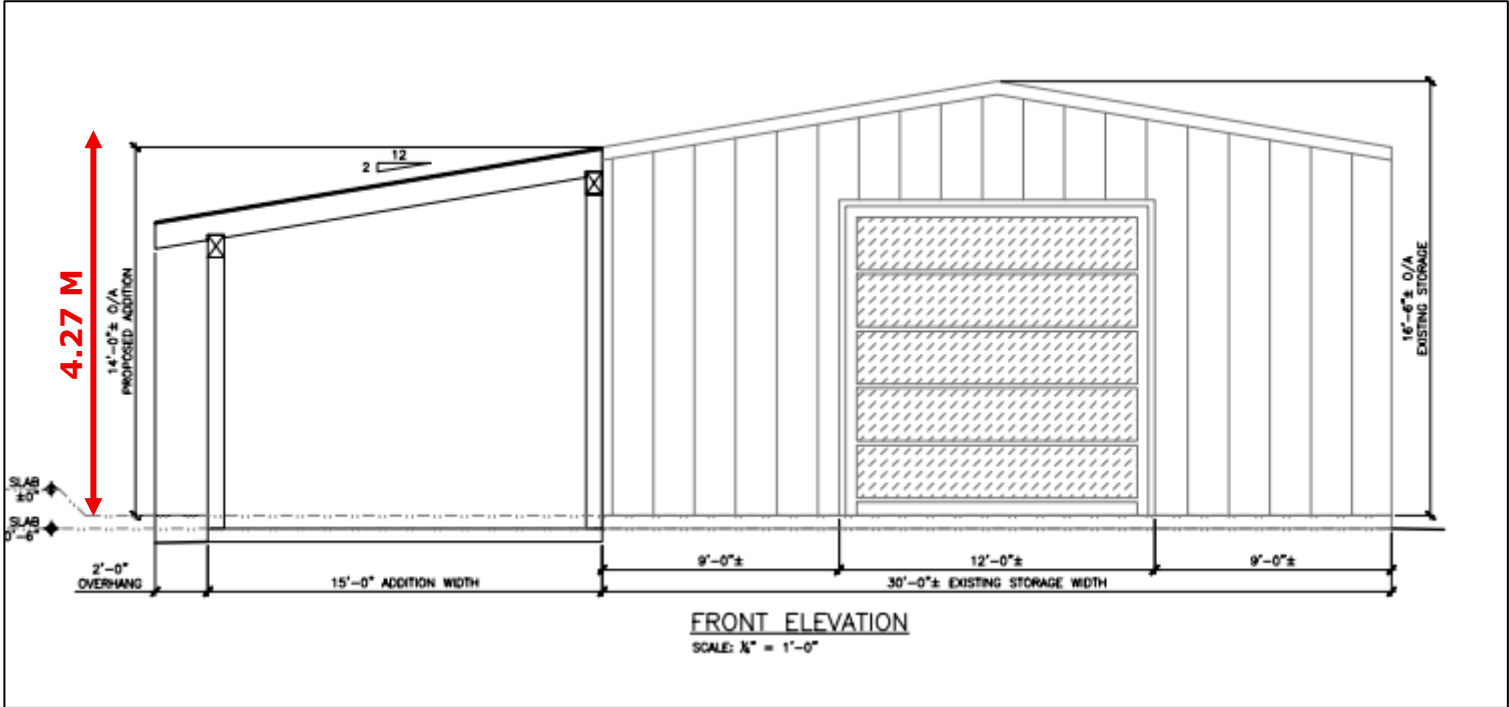 12
2
4.27 M
14'-0"± O/A
PROPOSED ADDITION
16'-6"± O/A
EXISTING STORAGE
SLAB
±0"
SLAB
0'-6"
2'-0"
OVERHANG
15'-0" ADDITION WIDTH
9'-0"±
12'-0"±
9'-0"±
30'-0"± EXISTING STORAGE WIDTH
FRONT ELEVATION
SCALE: = 1'-0"